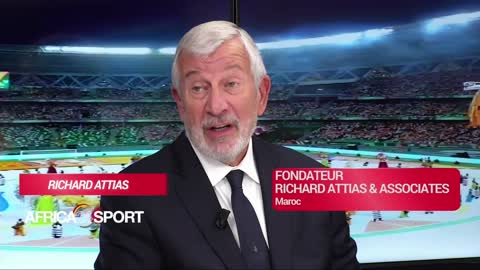 RICHARD ATTIAS
AFRICA SPORT
FONDATEUR
RICHARD ATTIAS & ASSOCIATES
Maroc